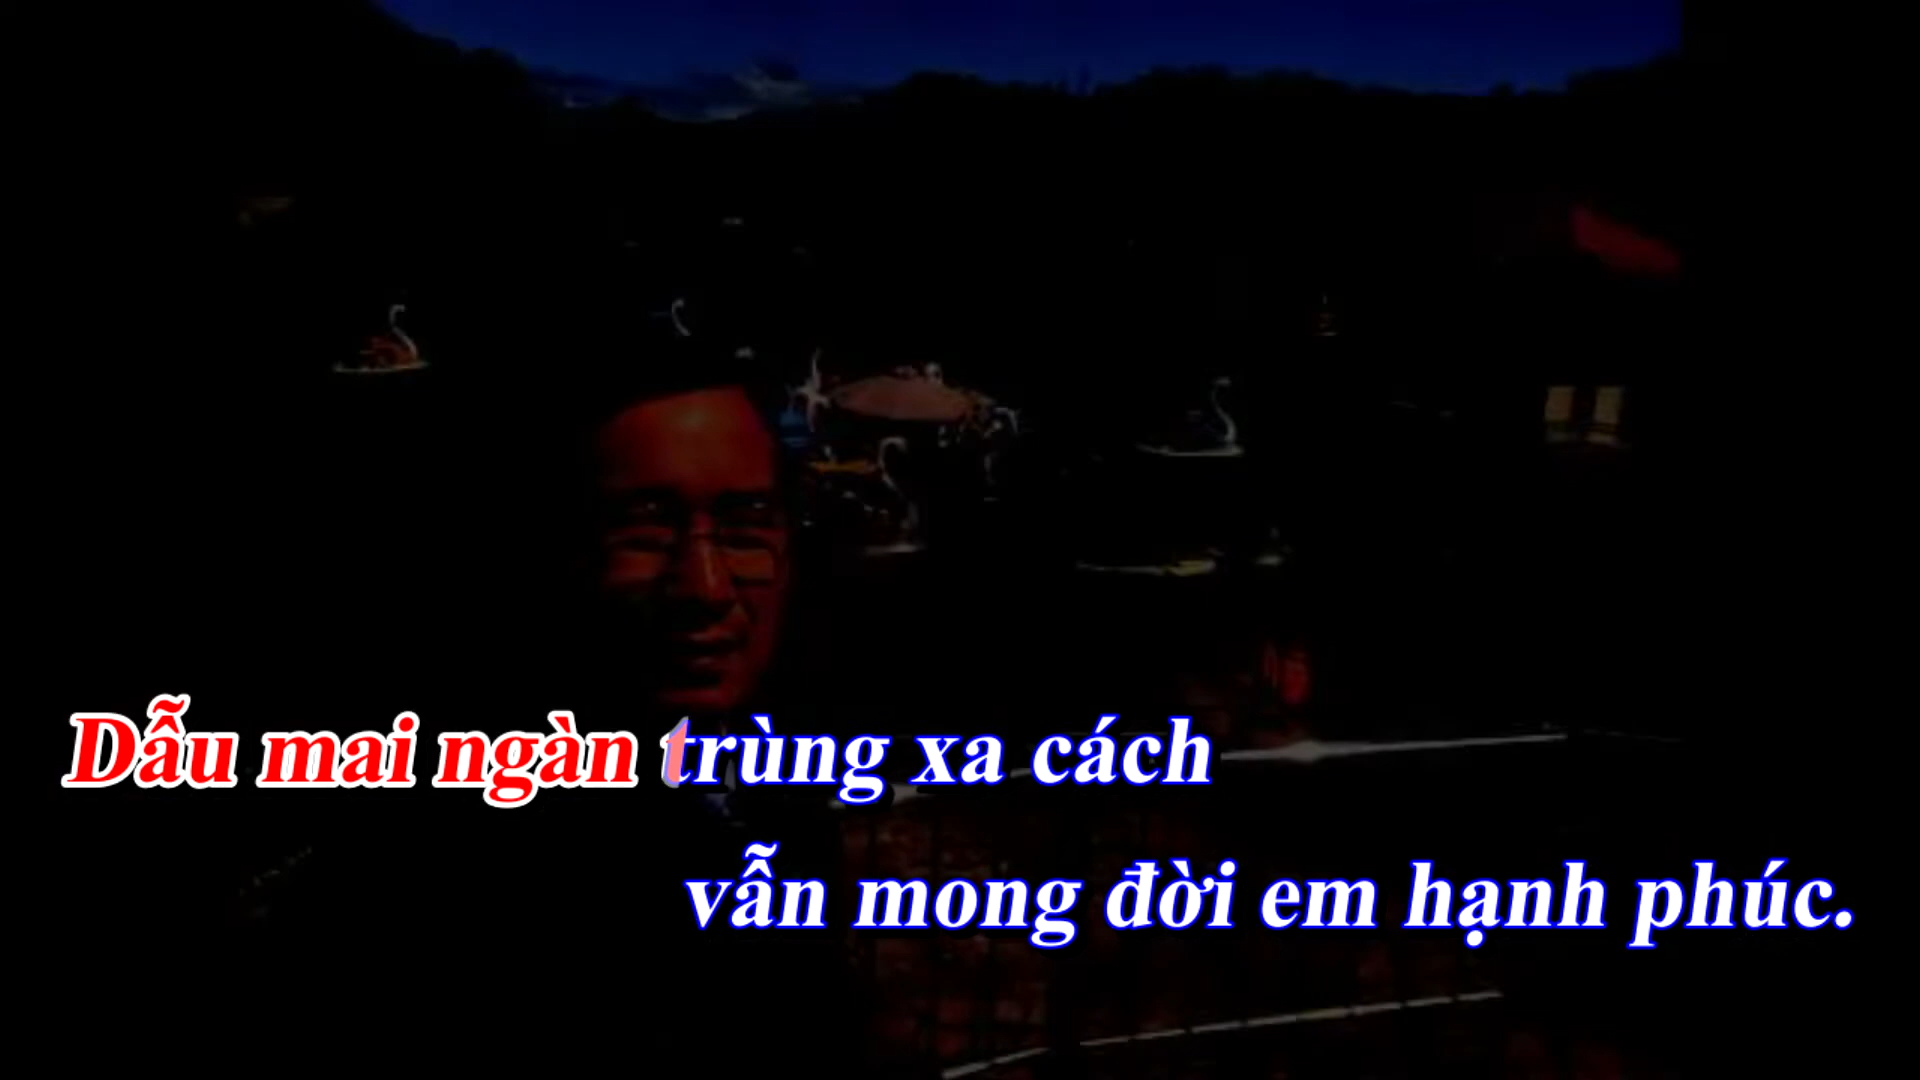 Dẫu mai ngàn trùng xa cách
vẫn mong đời em hạnh phúc.